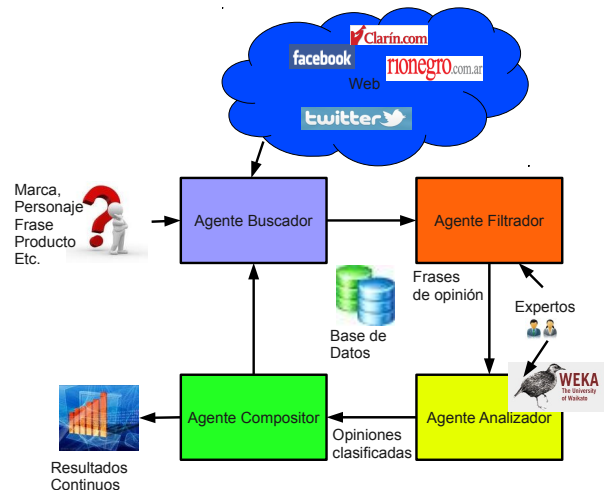 Clarín.com
facebook
rionegro.com.ar
Web
twitter
Marca,
Personaje
Frase
Producto
Etc.
Agente Buscador
Agente Filtrador
Frases
de opinión
Expertos
Base de
Datos
WEKA
The University
of Waikato
Agente Compositor
Agente Analizador
Opiniones
clasificadas
Resultados
Continuos